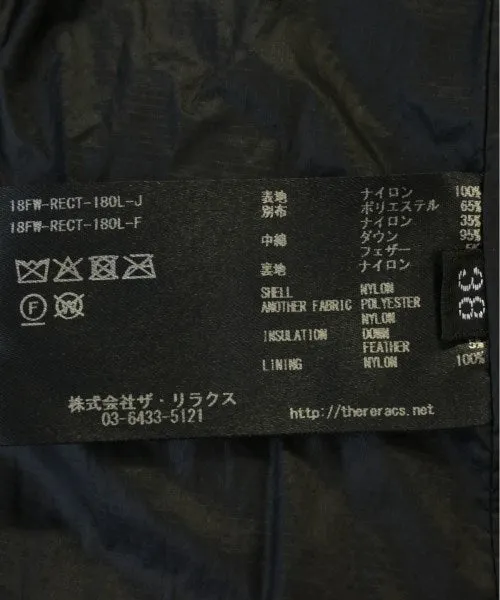 18FW-RECT-180L-J
18FW-RECT-180L-F
表地 ナイロン 100%
別布 ポリエステル 65%
ナイロン 35%
中綿 ダウン 95%
フェザー 5%
裏地 ナイロン
SHELL NYLON
ANOTHER FABRIC POLYESTER
NYLON
INSULATION DOWN
FEATHER 5%
LINING NYLON 100%
38
F
W
株式会社ザ・リラクス
03-6433-5121
http://thereracs.net